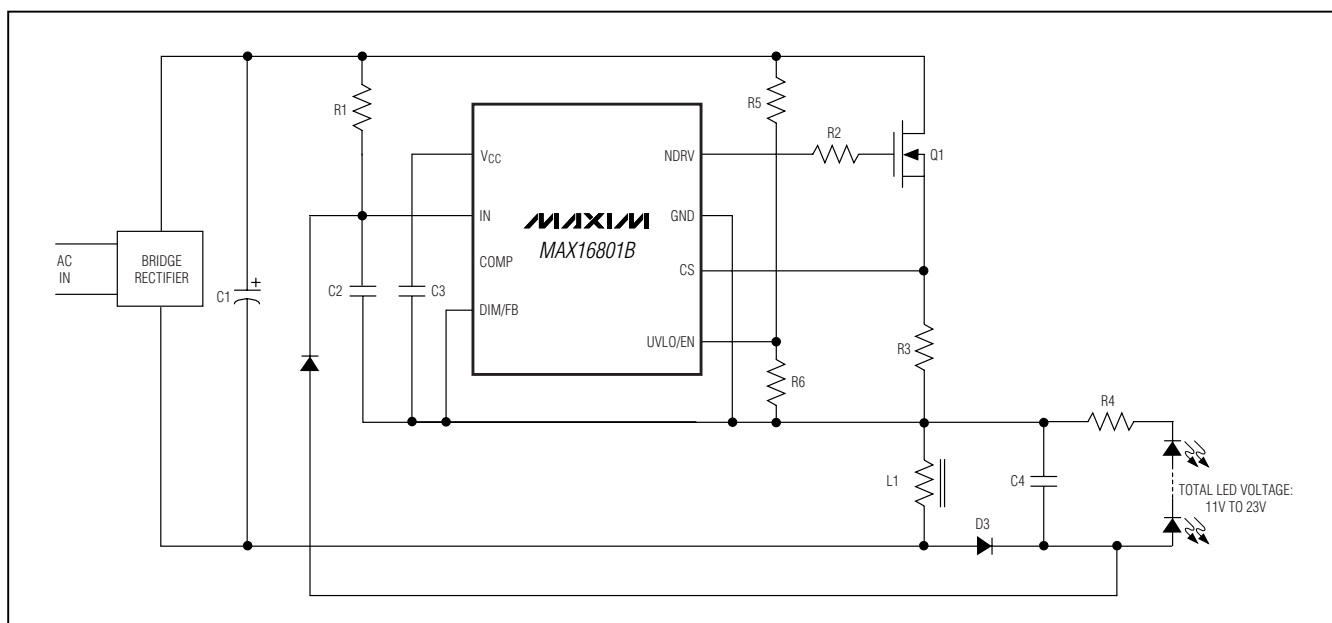 R1
R5
R2
Q1
VCC
NDRV
IN
GND
MAXIM
MAX16801B
COMP
CS
DIM/FB
UVLO/EN
AC
IN
BRIDGE
RECTIFIER
C1
+
C2
C3
R3
R6
R4
L1
C4
D3
TOTAL LED VOLTAGE:
11V TO 23V